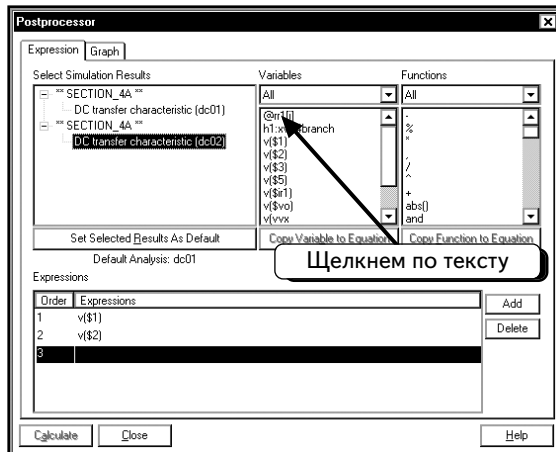 Postprocessor
Expression Graph
Select Simulation Results Variables Functions
** SECTION_4A ** All All
DC transfer characteristic (dc01)
** SECTION_4A **
DC transfer characteristic (dc02)
@rr1[i]
branch
v($1)
v($2)
v($3)
v($5)
v($ir1)
v($vo)
v(vvx
-
%
*
,
/
^
+
abs()
and
Set Selected Results As Default Copy Variable to Equation Copy Function to Equation
Default Analysis: dc01
Щелкнем по тексту
Expressions
Order Expressions
1 v($1)
2 v($2)
3
Add
Delete
Calculate Close Help